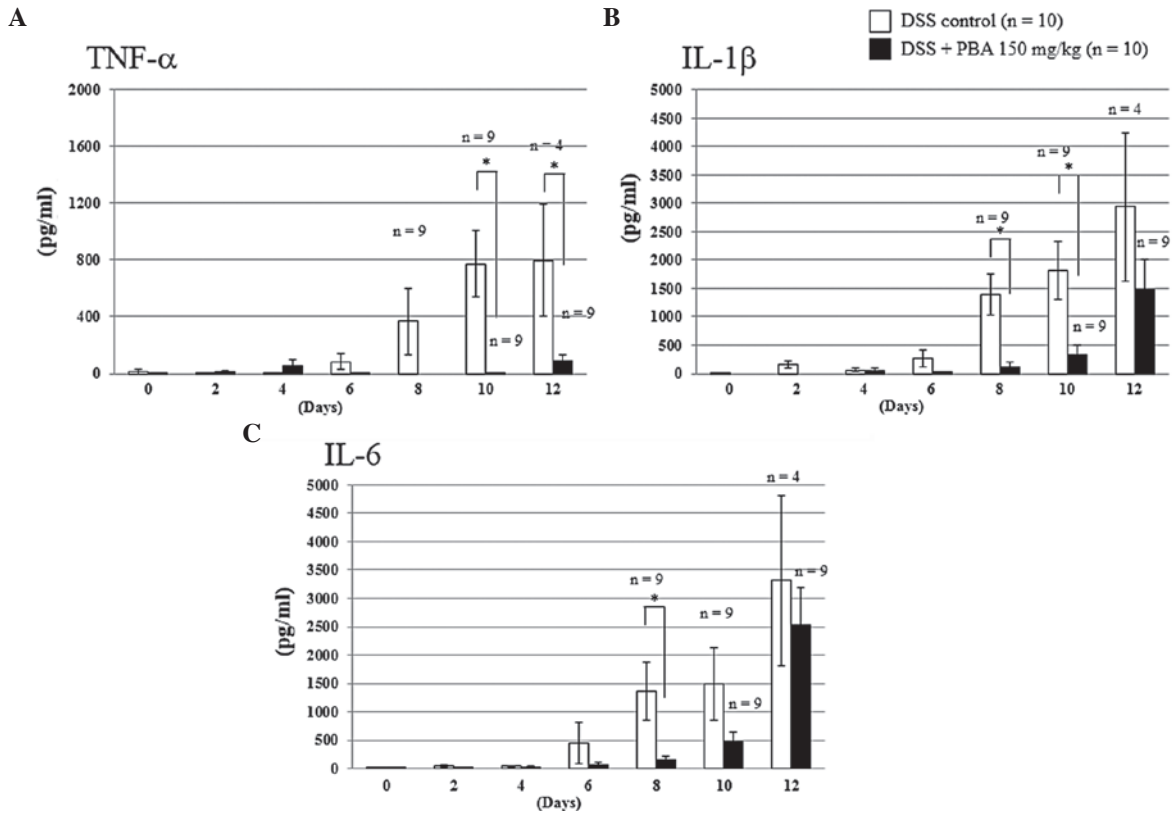 A
TNF-α
2000
1600
1200
800
400
0
(pg/ml)
n = 9
n = 9
*
n = 9
n = 4
*
n = 9
0 2 4 6 8 10 12
(Days)
B
IL-1β
DSS control (n = 10)
DSS + PBA 150 mg/kg (n = 10)
5000
4500
4000
3500
3000
2500
2000
1500
1000
500
0
(pg/ml)
n = 9
*
n = 9
*
n = 9
n = 4
n = 9
0 2 4 6 8 10 12
(Days)
C
IL-6
5000
4500
4000
3500
3000
2500
2000
1500
1000
500
0
(pg/ml)
n = 9
*
n = 9
n = 9
n = 4
n = 9
0 2 4 6 8 10 12
(Days)